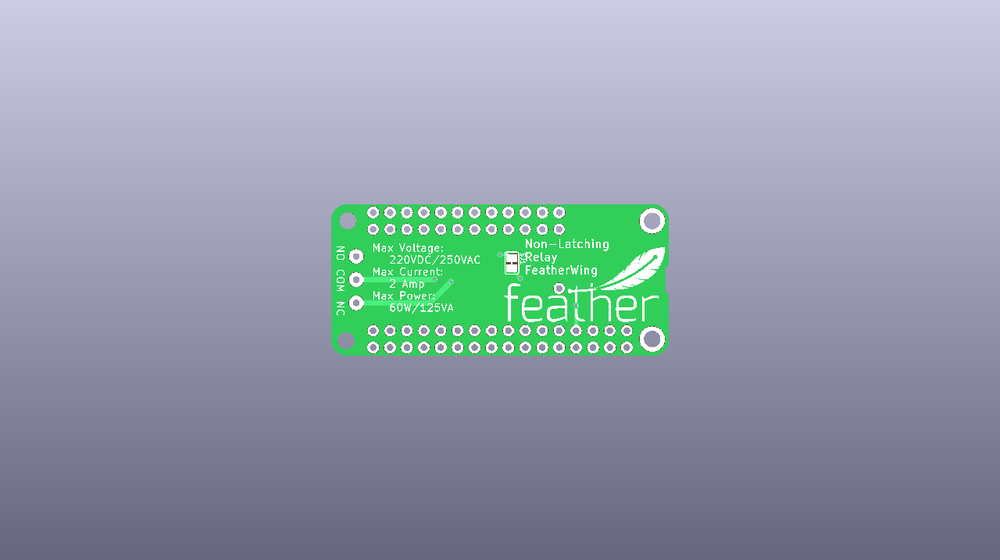 NO
COM
NC
Max Voltage:
220VDC/250VAC
Max Current:
2 Amp
Max Power:
60W/125VA
Non-Latching
Relay
FeatherWing
feather